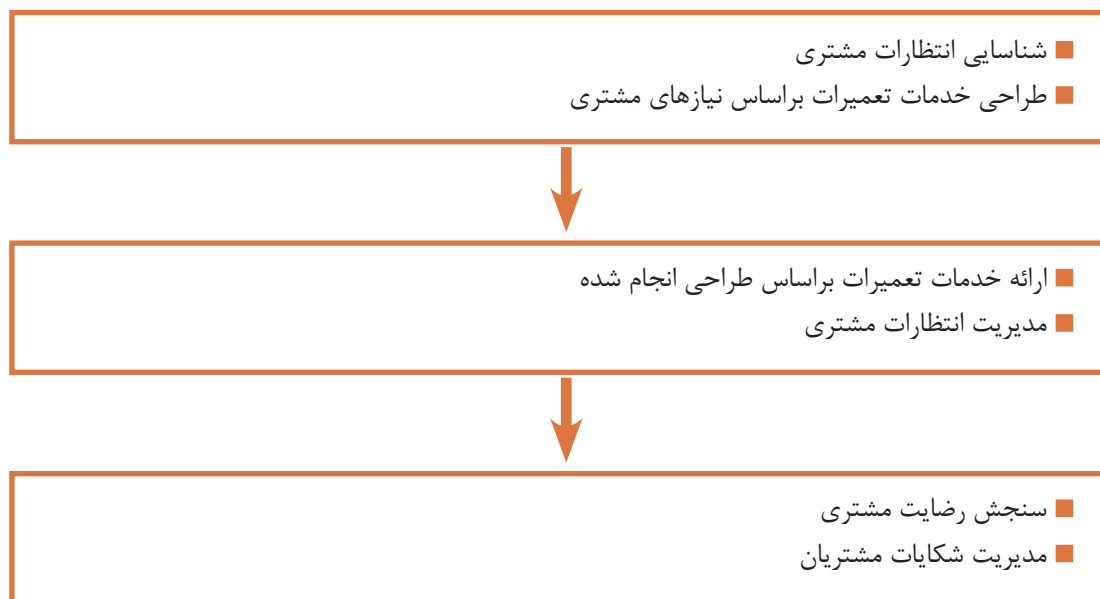 ■ شناسایی انتظارات مشتری
■ طراحی خدمات تعمیرات براساس نیازهای مشتری
■ ارائه خدمات تعمیرات براساس طراحی انجام شده
■ مدیریت انتظارات مشتری
■ سنجش رضایت مشتری
■ مدیریت شکایات مشتریان